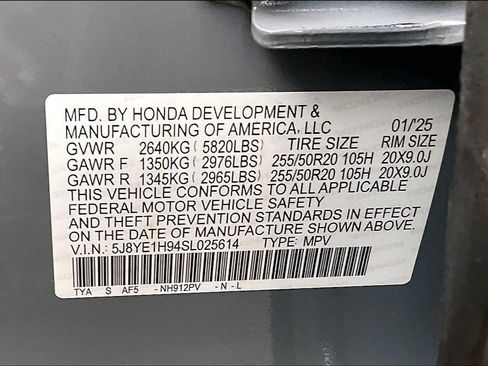 MFD. BY HONDA DEVELOPMENT &
MANUFACTURING OF AMERICA, LLC 01/'25
GVWR 2640KG ( 5820LBS) TIRE SIZE RIM SIZE
GAWR F 1350KG ( 2976LBS) 255/50R20 105H 20X9.0J
GAWR R 1345KG ( 2965LBS) 255/50R20 105H 20X9.0J
THIS VEHICLE CONFORMS TO ALL APPLICABLE
FEDERAL MOTOR VEHICLE SAFETY
AND THEFT PREVENTION STANDARDS IN EFFECT
ON THE DATE OF MANUFACTURE SHOWN ABOVE.
V.I.N.: 5J8YE1H94SL025614 TYPE: MPV
TYA S AF5 - NH912PV - N - L